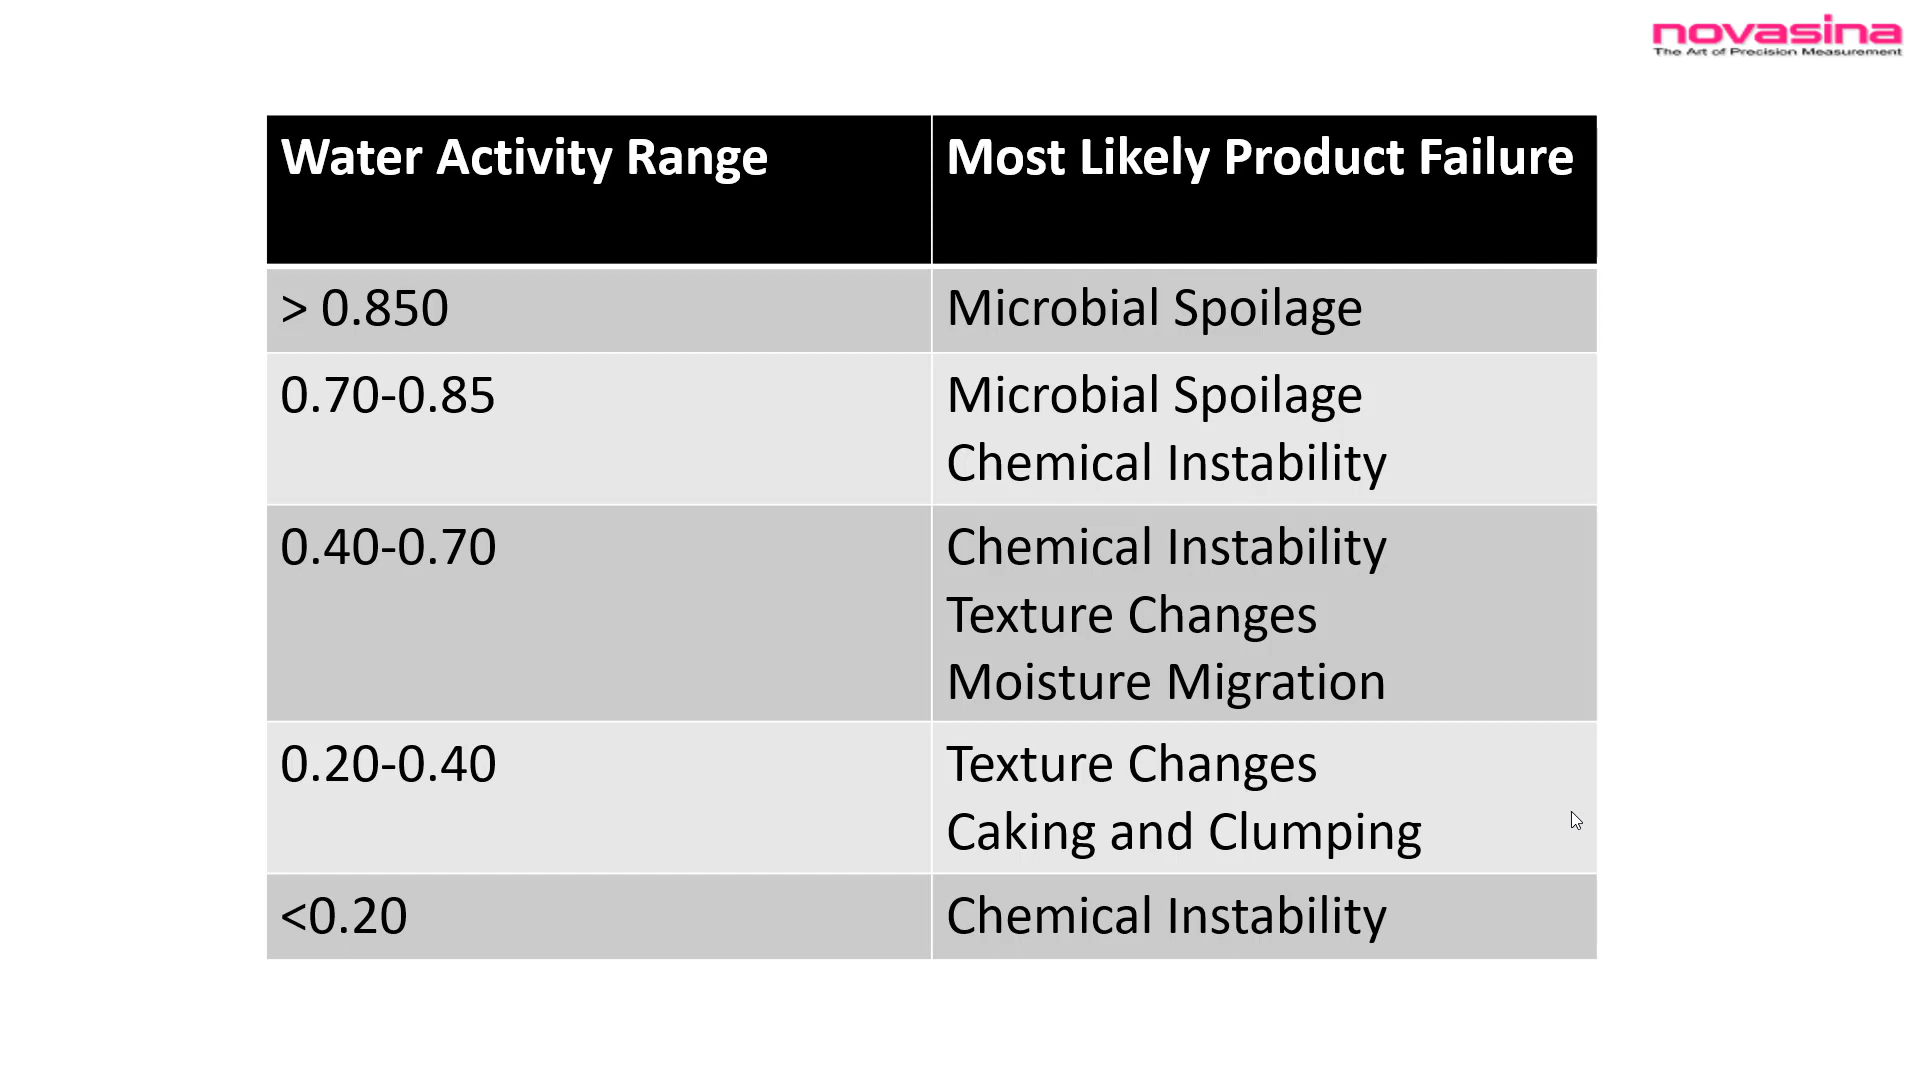 novasina
The Art of Precision Measurement
Water Activity Range
Most Likely Product Failure
> 0.850
Microbial Spoilage
0.70-0.85
Microbial Spoilage
Chemical Instability
0.40-0.70
Chemical Instability
Texture Changes
Moisture Migration
0.20-0.40
Texture Changes
Caking and Clumping
<0.20
Chemical Instability